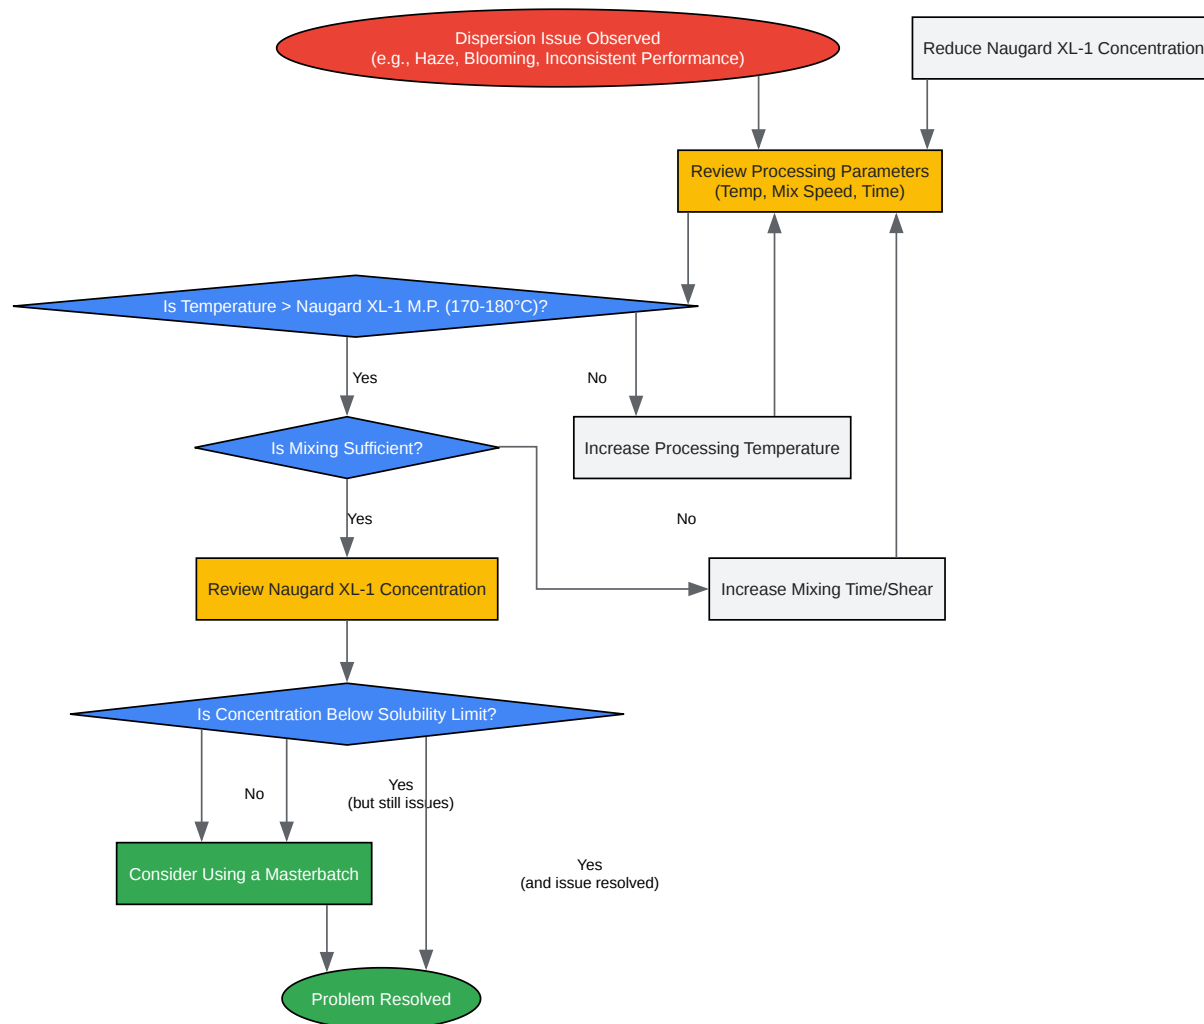 Dispersion Issue Observed
(e.g., Haze, Blooming, Inconsistent Performance)
Reduce Naugard XL-1 Concentration
Review Processing Parameters
(Temp, Mix Speed, Time)
Is Temperature > Naugard XL-1 M.P. (170-180°C)?
Yes
No
Is Mixing Sufficient?
Increase Processing Temperature
Yes
No
Review Naugard XL-1 Concentration
Increase Mixing Time/Shear
Is Concentration Below Solubility Limit?
No
Yes
(but still issues)
Yes
(and issue resolved)
Consider Using a Masterbatch
Problem Resolved